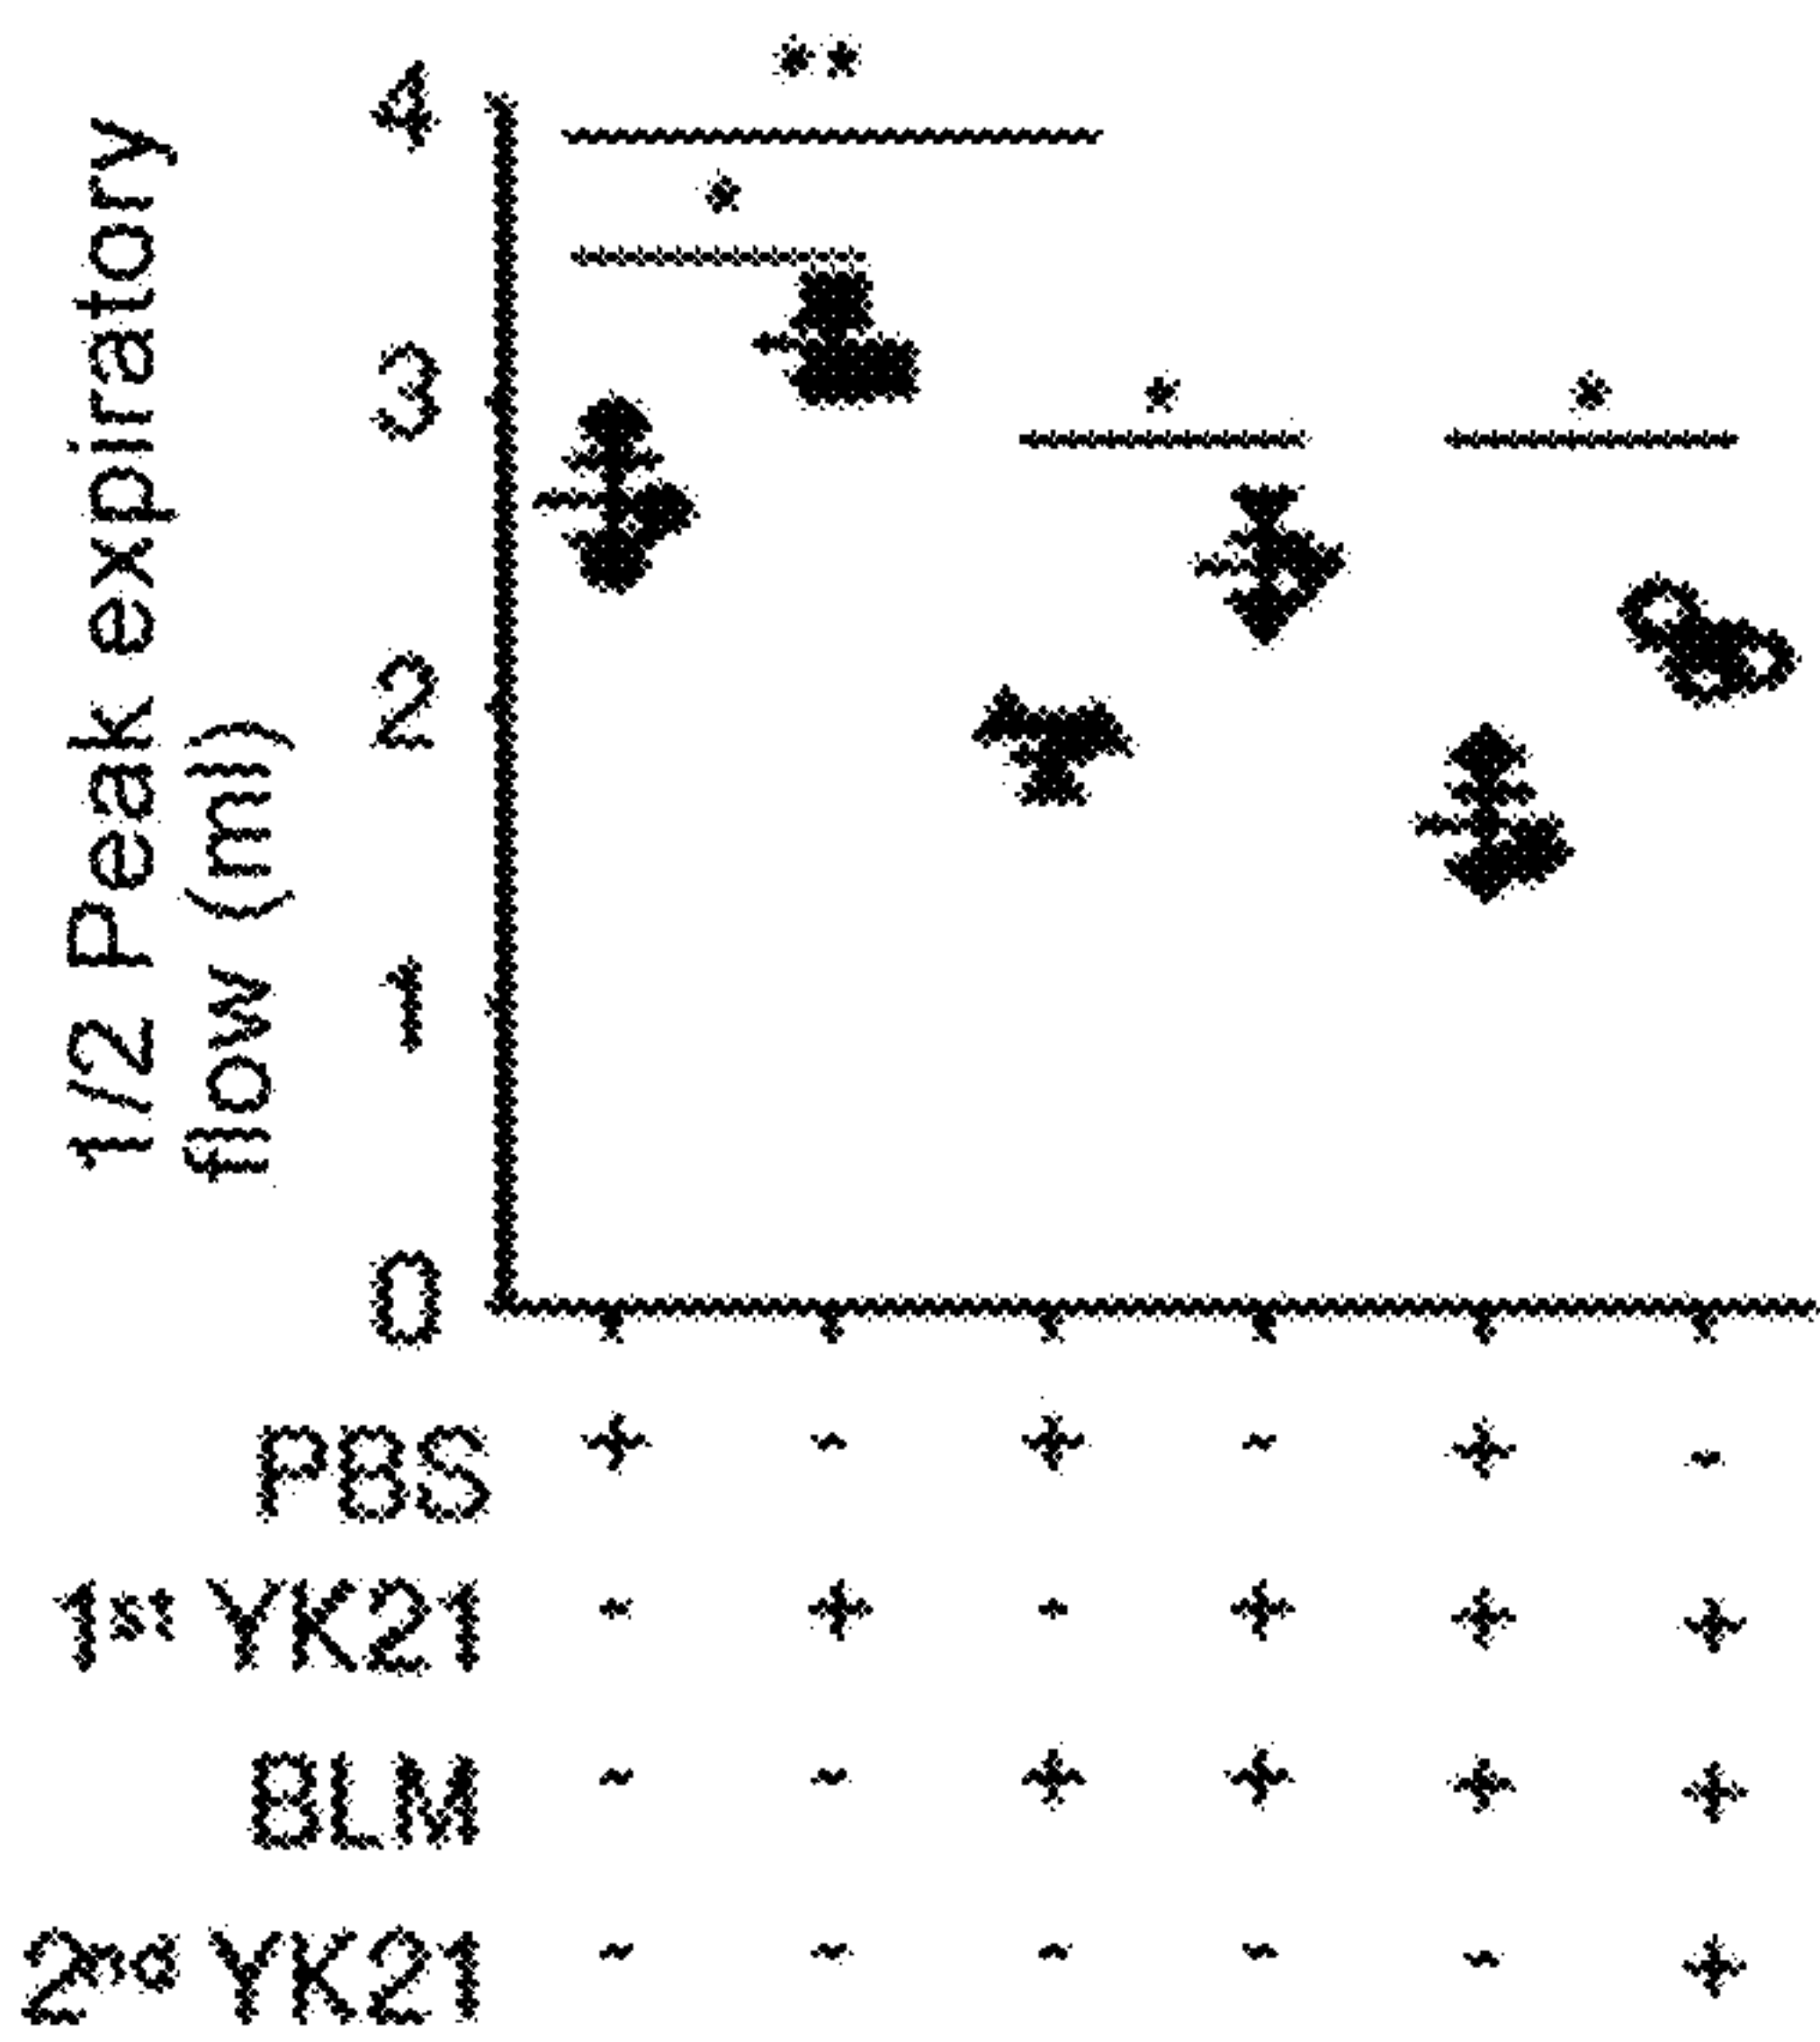 1/2 Peak expiratory
flow (ml)
4
3
2
1
0
**
*
*
*
PBS + - + - + -
1st YK21 - + - + + +
BLM - - + + + +
2nd YK21 - - - - - +